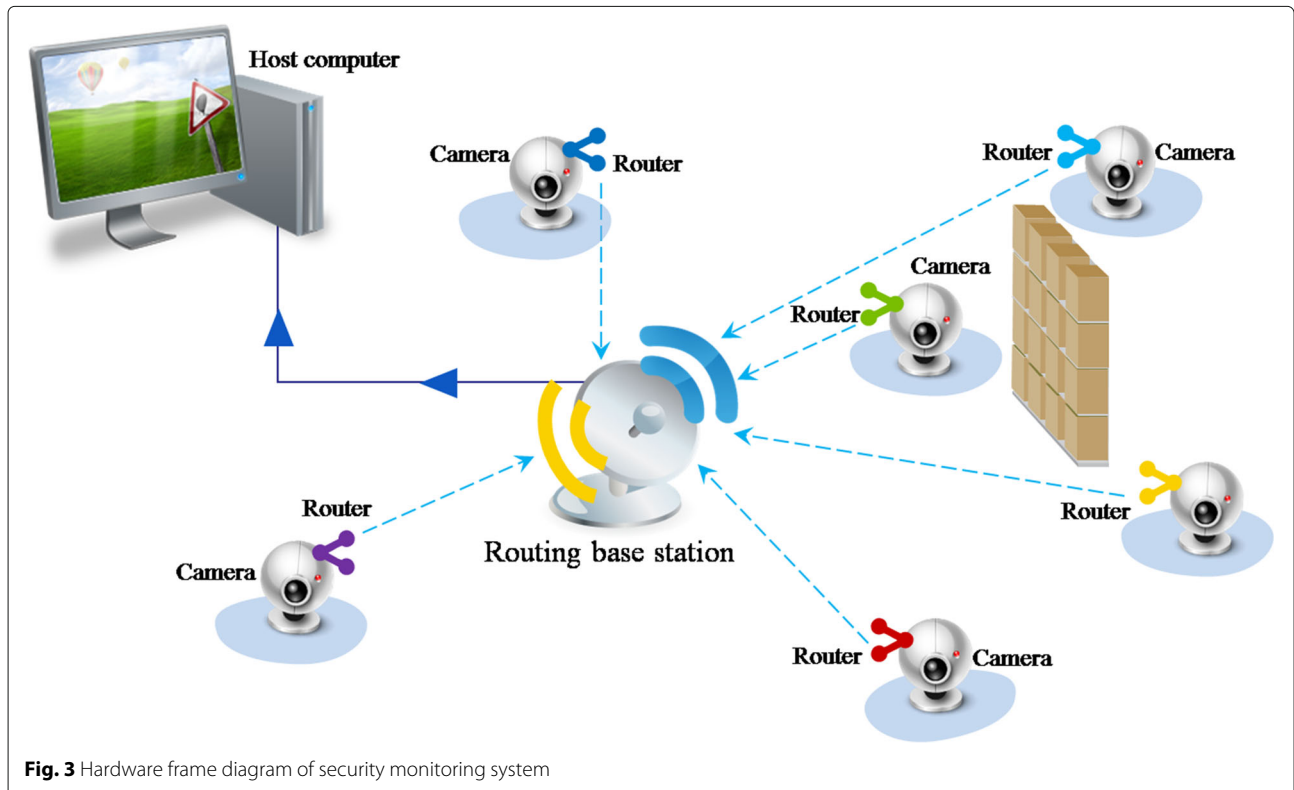 Host computer
Camera
Router
Router
Camera
Camera
Router
Router
Router
Camera
Routing base station
Router
Camera
Fig. 3 Hardware frame diagram of security monitoring system